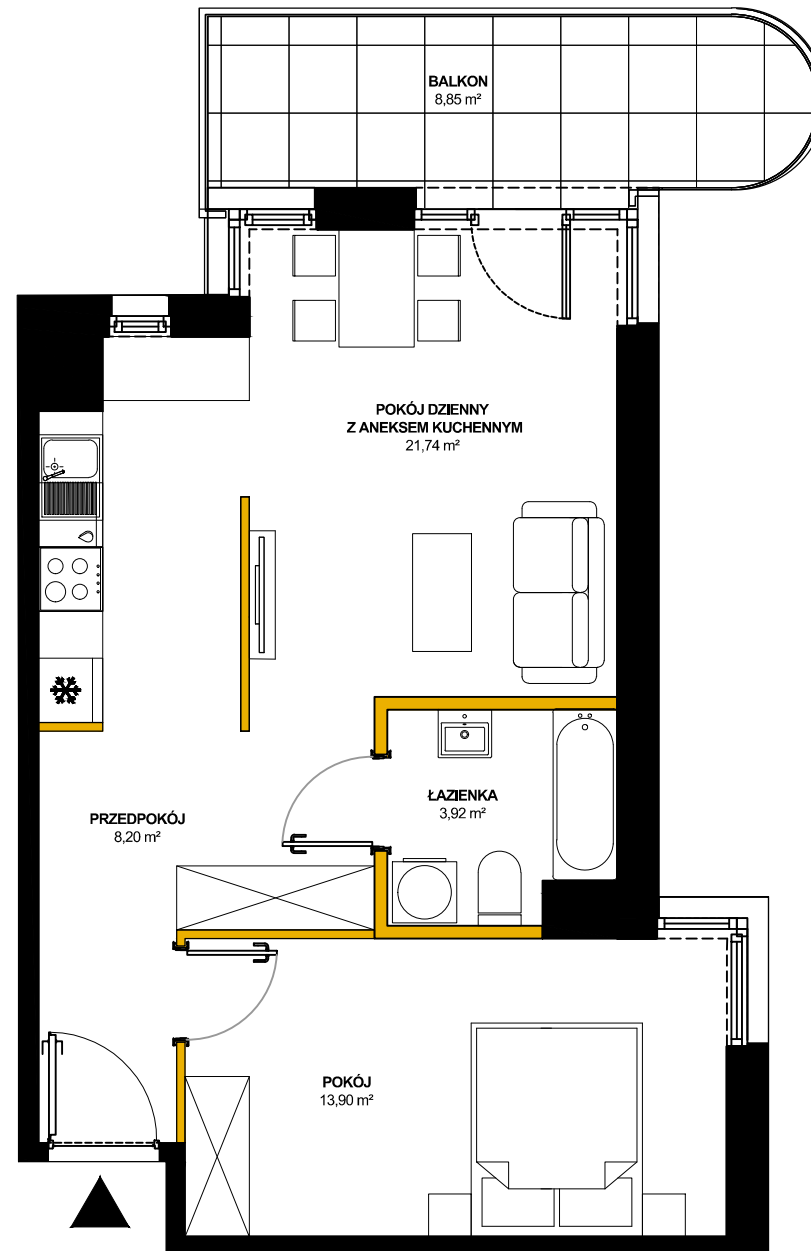 BALKON
8,85 m²
POKÓJ DZIENNY
Z ANEKSEM KUCHENNYM
21,74 m²
ŁAZIENKA
3,92 m²
PRZEDPOKÓJ
8,20 m²
POKÓJ
13,90 m²